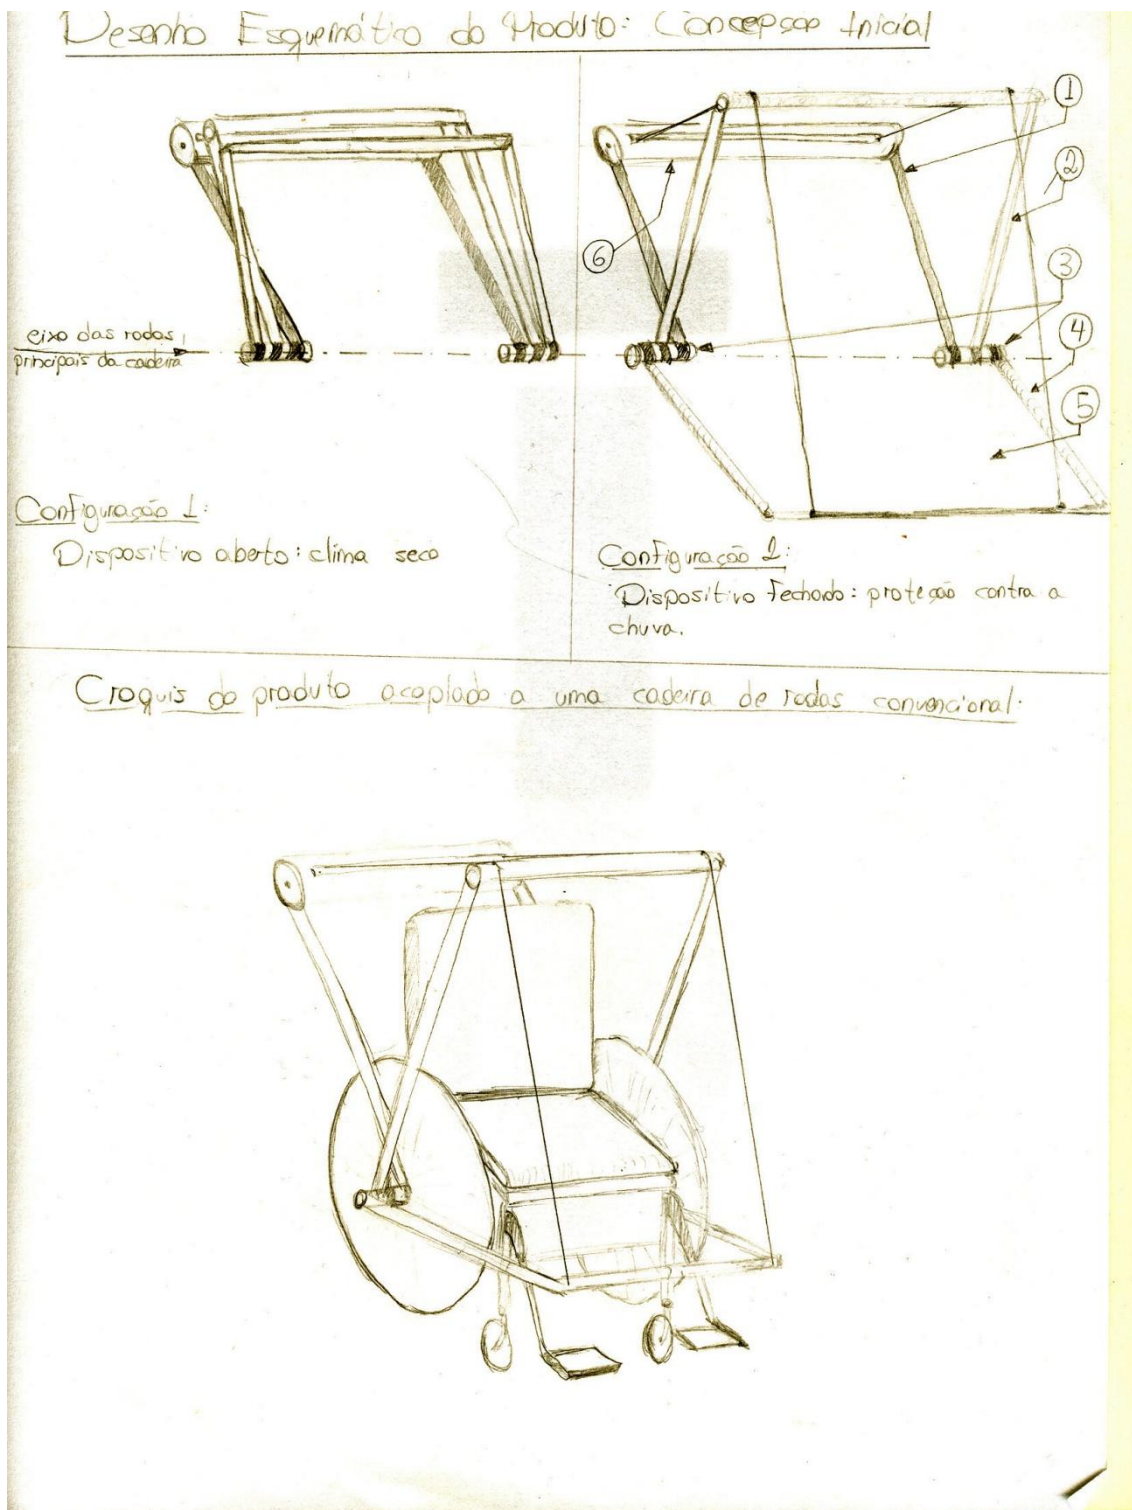 Desenho Esquemático do Produto: Concepção Inicial
1
2
3
4
5
6
eixo das rodas
principais da cadeira
Configuração 1:
Dispositivo aberto: clima seco
Configuração 2:
Dispositivo fechado: proteção contra a
chuva.
Croquis do produto acoplado a uma cadeira de rodas convencional.